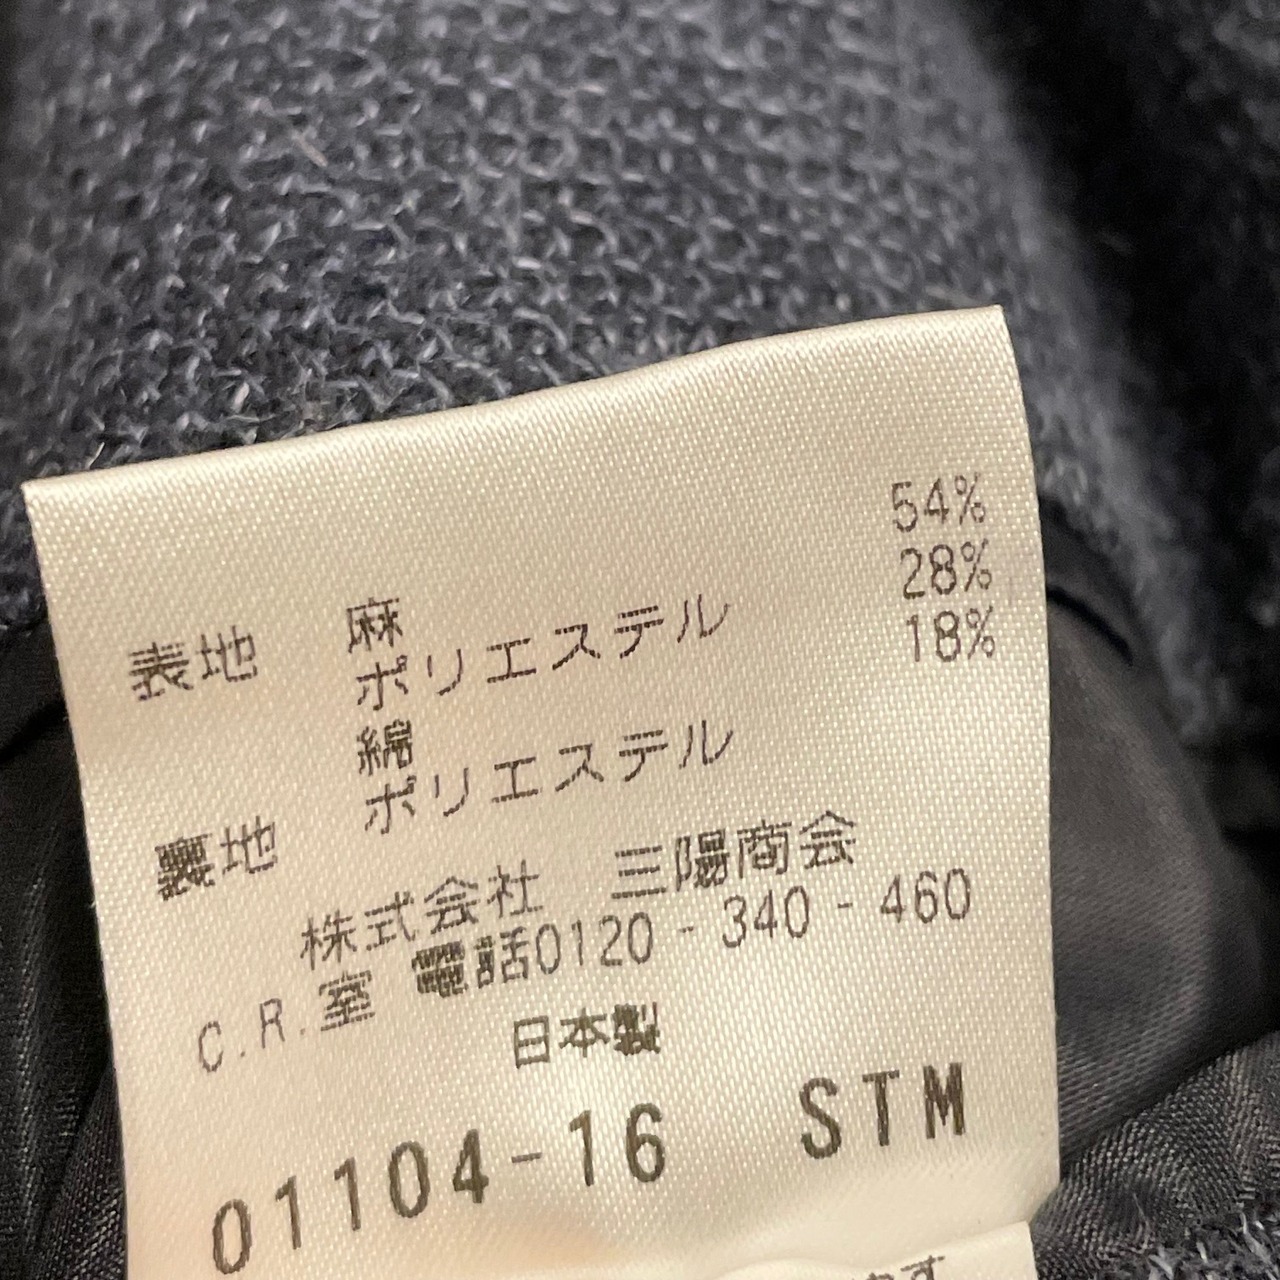 表地 麻 54%
ポリエステル 28%
綿 18%
裏地 ポリエステル
株式会社 三陽商会
C.R.室 電話0120-340-460
日本製
01104-16 STM